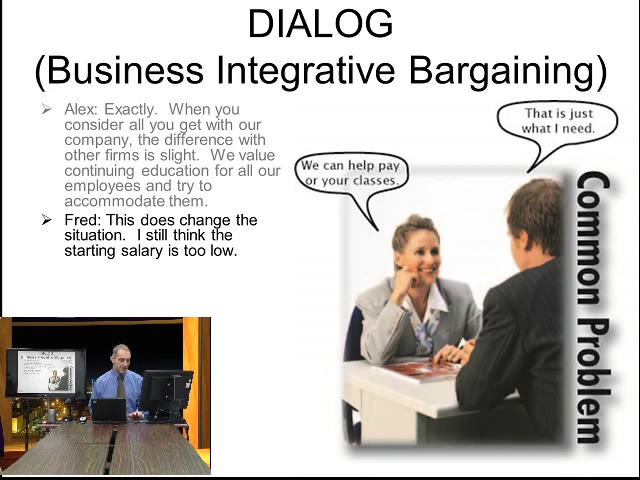 DIALOG
(Business Integrative Bargaining)
Alex: Exactly. When you
consider all you get with our
company, the difference with
other firms is slight. We value
continuing education for all our
employees and try to
accommodate them.
Fred: This does change the
situation. I still think the
starting salary is too low.
That is just
what I need.
We can help pay
or your classes.
Common Problem